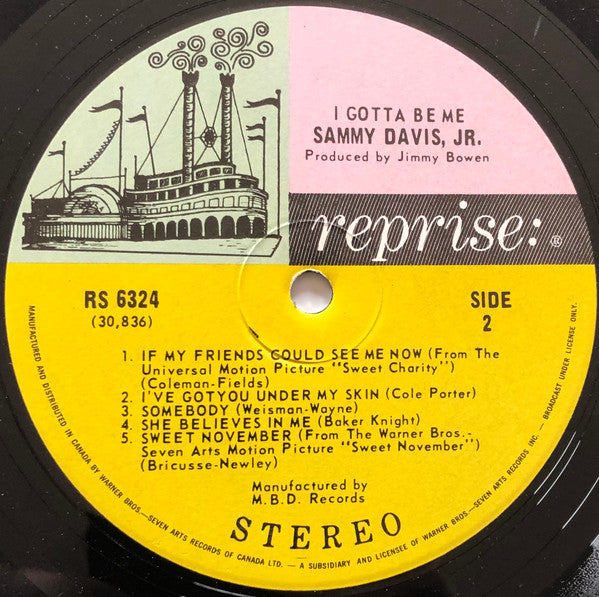 I GOTTA BE ME
SAMMY DAVIS, JR.
Produced by Jimmy Bowen
reprise: ®
RS 6324
(30,836)
SIDE
2
1. IF MY FRIENDS COULD SEE ME NOW (From The
Universal Motion Picture "Sweet Charity")
(Coleman-Fields)
2. I'VE GOT YOU UNDER MY SKIN (Cole Porter)
3. SOMEBODY (Weisman-Wayne)
4. SHE BELIEVES IN ME (Baker Knight)
5. SWEET NOVEMBER (From The Warner Bros.-
Seven Arts Motion Picture "Sweet November")
(Bricusse-Newley)
Manufactured by
M.B.D. Records
STEREO
MANUFACTURED AND DISTRIBUTED IN CANADA BY WARNER BROS.—SEVEN ARTS RECORDS OF CANADA LTD. — A SUBSIDIARY AND LICENSEE OF WARNER BROS.—SEVEN ARTS RECORDS INC. — BROADCAST UNDER LICENSE ONLY.